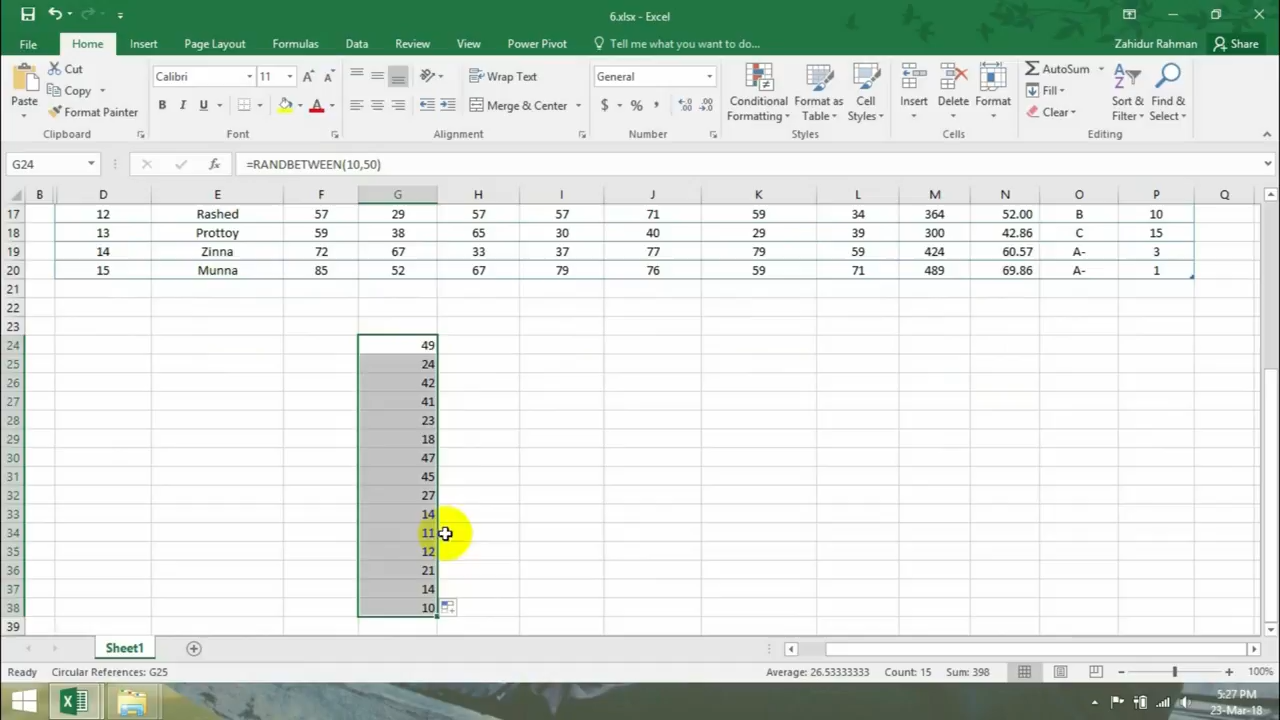 6.xlsx - Excel
File Home Insert Page Layout Formulas Data Review View Power Pivot Tell me what you want to do... Zahidur Rahman Share
Cut Calibri 11 Wrap Text General AutoSum
Copy Fill
Paste Format Painter B I U Merge & Center $ % Conditional Formatting Format as Table Cell Styles Insert Delete Format Clear Sort & Filter Find & Select
Clipboard Font Alignment Number Styles Cells Editing
G24 fx =RANDBETWEEN(10,50)
B D E F G H I J K L M N O P Q
17 12 Rashed 57 29 57 57 71 59 34 364 52.00 B 10
18 13 Prottoy 59 38 65 30 40 29 39 300 42.86 C 15
19 14 Zinna 72 67 33 37 77 79 59 424 60.57 A- 3
20 15 Munna 85 52 67 79 76 59 71 489 69.86 A- 1
21
22
23
24 49
25 24
26 42
27 41
28 23
29 18
30 47
31 45
32 27
33 14
34 11
35 12
36 21
37 14
38 10
39
Sheet1
Ready Circular References: G25 Average: 26.53333333 Count: 15 Sum: 398 100%
5:27 PM
23-Mar-18